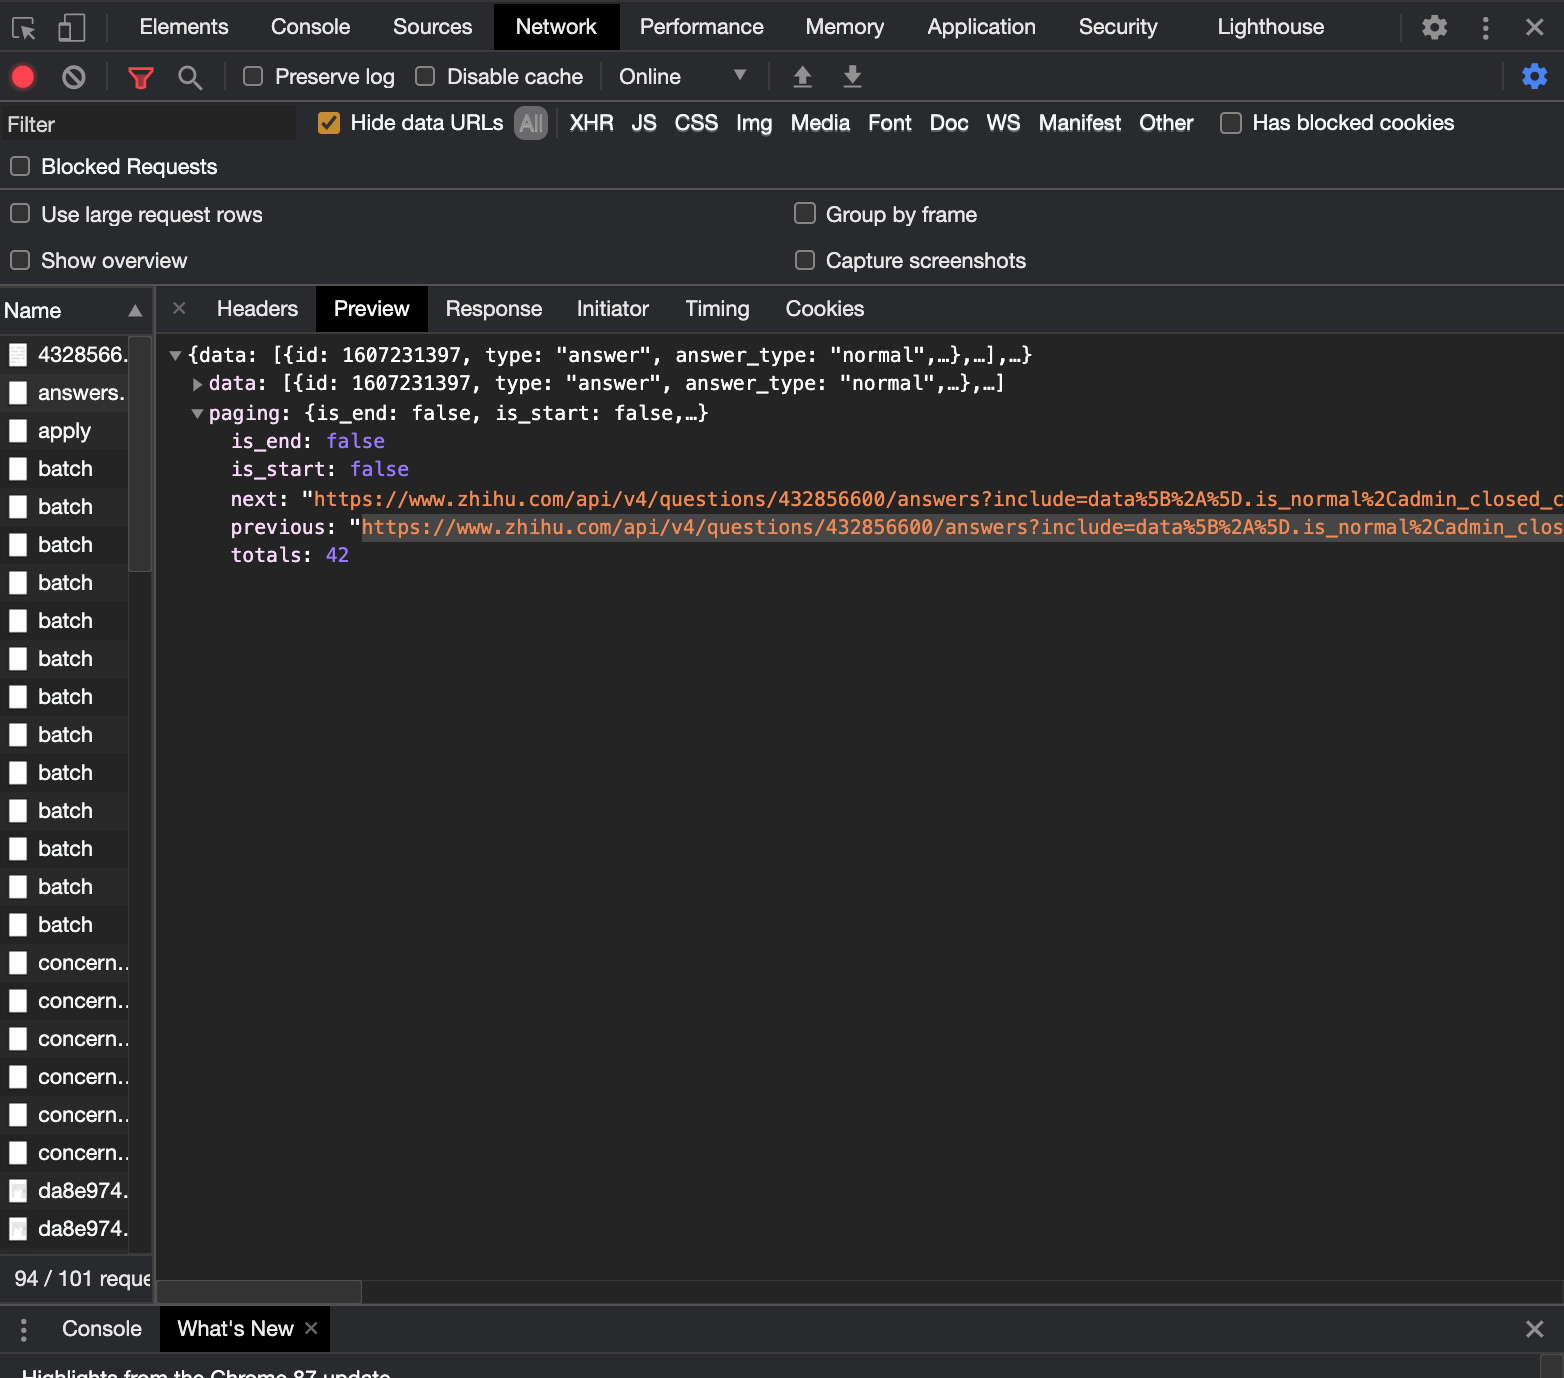 Elements Console Sources Network Performance Memory Application Security Lighthouse
Preserve log Disable cache Online
Filter Hide data URLs All XHR JS CSS Img Media Font Doc WS Manifest Other Has blocked cookies
Blocked Requests
Use large request rows Group by frame
Show overview Capture screenshots
Name Headers Preview Response Initiator Timing Cookies
4328566.
answers.
apply
batch
batch
batch
batch
batch
batch
batch
batch
batch
batch
batch
batch
batch
concern..
concern..
concern..
concern..
concern..
concern..
da8e974.
da8e974.
94 / 101 reque
{data: [{id: 1607231397, type: "answer", answer_type: "normal",…},…],…}
data: [{id: 1607231397, type: "answer", answer_type: "normal",…},…]
paging: {is_end: false, is_start: false,…}
is_end: false
is_start: false
next: "https://www.zhihu.com/api/v4/questions/432856600/answers?include=data%5B%2A%5D.is_normal%2Cadmin_closed_c
previous: "https://www.zhihu.com/api/v4/questions/432856600/answers?include=data%5B%2A%5D.is_normal%2Cadmin_clos
totals: 42
Console What's New
Highlights from the Chrome 87 update